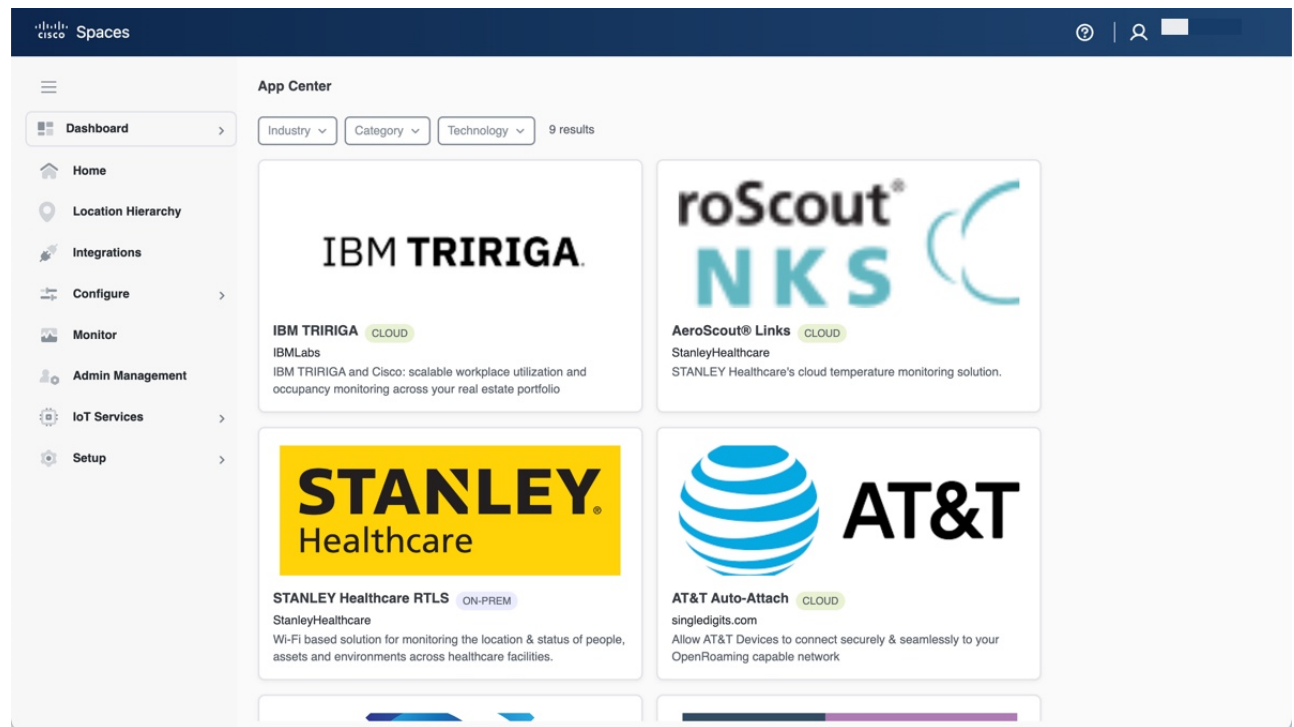 cisco Spaces
App Center
Dashboard
Industry Category Technology 9 results
Home
Location Hierarchy
Integrations
Configure
Monitor
Admin Management
IoT Services
Setup
IBM TRIRIGA.
IBM TRIRIGA CLOUD
IBMLabs
IBM TRIRIGA and Cisco: scalable workplace utilization and
occupancy monitoring across your real estate portfolio
roScout®
NKS
AeroScout® Links CLOUD
StanleyHealthcare
STANLEY Healthcare's cloud temperature monitoring solution.
STANLEY.
Healthcare
STANLEY Healthcare RTLS ON-PREM
StanleyHealthcare
Wi-Fi based solution for monitoring the location & status of people,
assets and environments across healthcare facilities.
AT&T
AT&T Auto-Attach CLOUD
singledigits.com
Allow AT&T Devices to connect securely & seamlessly to your
OpenRoaming capable network